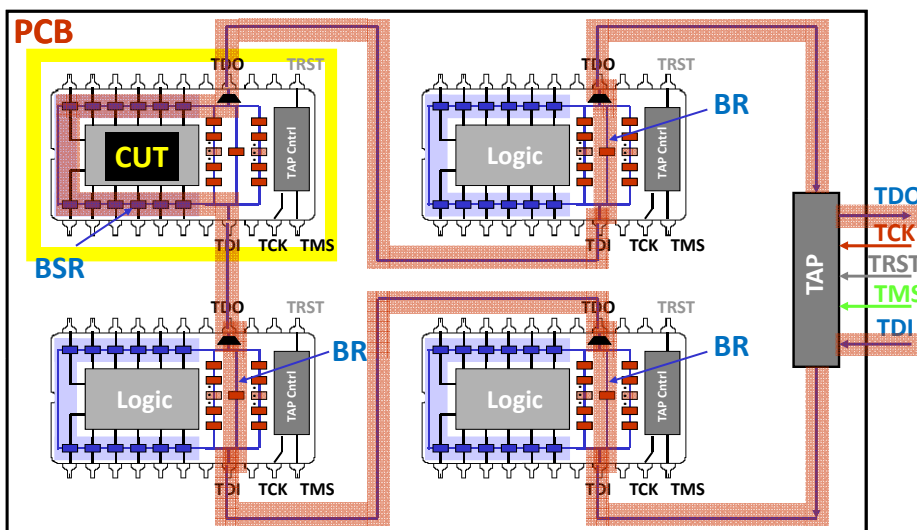 PCB
TDO TRST
CUT
TAP Cntrl
BSR
TDI TCK TMS
TDO
BR
Logic
TAP Cntrl
TDI TCK TMS
TDO TRST
BR
Logic
TAP Cntrl
TDI TCK TMS
TDO TRST
BR
Logic
TAP Cntrl
TDI TCK TMS
TAP
TDO
TCK
TRST
TMS
TDI